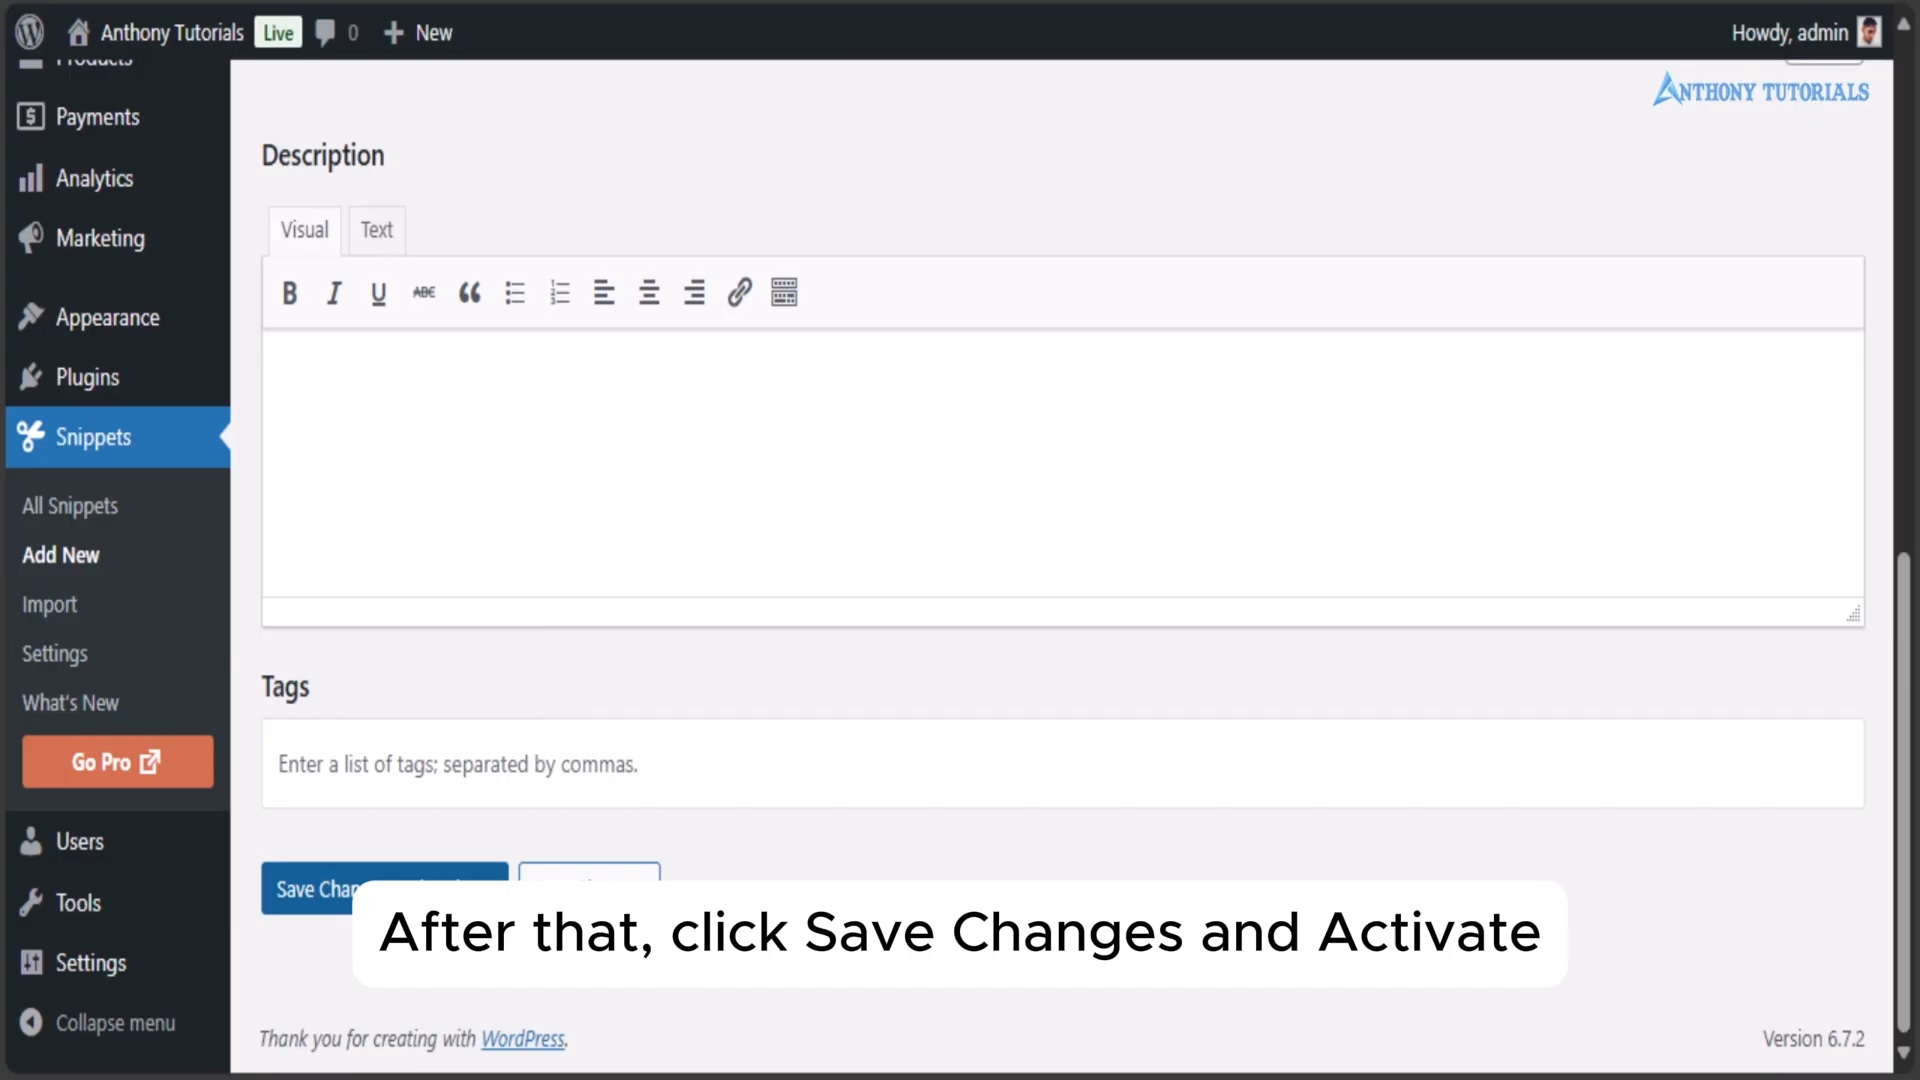 Anthony Tutorials Live 0 New
Howdy, admin
Products
ANTHONY TUTORIALS
Payments
Analytics
Marketing
Appearance
Plugins
Snippets
All Snippets
Add New
Import
Settings
What's New
Go Pro
Users
Tools
Settings
Collapse menu
Description
Visual Text
B I U ABC
Tags
Enter a list of tags; separated by commas.
Save
After that, click Save Changes and Activate
Thank you for creating with WordPress.
Version 6.7.2